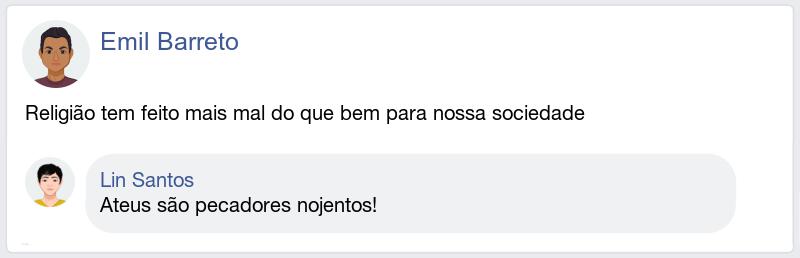 Emil Barreto
Religião tem feito mais mal do que bem para nossa sociedade
Lin Santos
Ateus são pecadores nojentos!